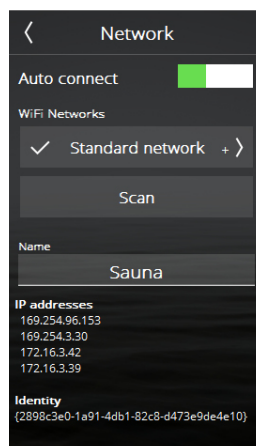 Network
Auto connect
WiFi Networks
Standard network +
Scan
Name
Sauna
IP addresses
169.254.96.153
169.254.3.30
172.16.3.42
172.16.3.39
Identity
{2898c3e0-1a91-4db1-82c8-d473e9de4e10}